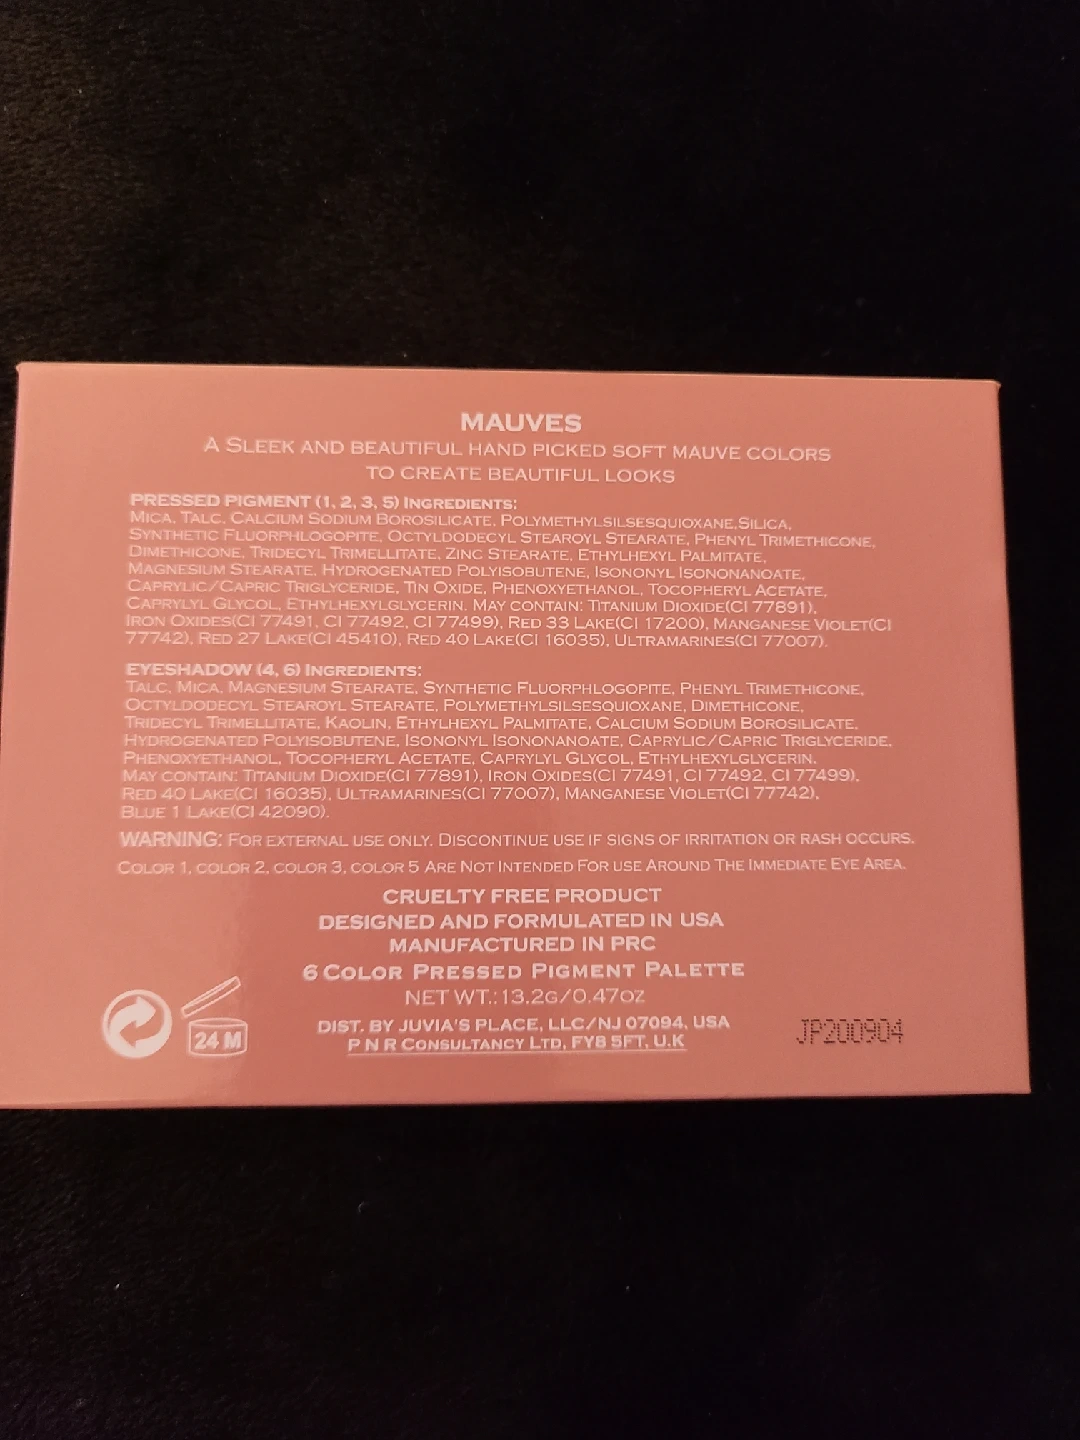 MAUVES
A SLEEK AND BEAUTIFUL HAND PICKED SOFT MAUVE COLORS
TO CREATE BEAUTIFUL LOOKS
PRESSED PIGMENT (1, 2, 3, 5) INGREDIENTS:
MICA, TALC, CALCIUM SODIUM BOROSILICATE, POLYMETHYLSILSESQUIOXANE,SILICA,
SYNTHETIC FLUORPHLOGOPITE, OCTYLDODECYL STEAROYL STEARATE, PHENYL TRIMETHICONE,
DIMETHICONE, TRIDECYL TRIMELLITATE, ZINC STEARATE, ETHYLHEXYL PALMITATE,
MAGNESIUM STEARATE, HYDROGENATED POLYISOBUTENE, ISONONYL ISONONANOATE,
CAPRYLIC/CAPRIC TRIGLYCERIDE, TIN OXIDE, PHENOXYETHANOL, TOCOPHERYL ACETATE,
CAPRYLYL GLYCOL, ETHYLHEXYLGLYCERIN. MAY CONTAIN: TITANIUM DIOXIDE(CI 77891),
IRON OXIDES(CI 77491, CI 77492, CI 77499), RED 33 LAKE(CI 17200), MANGANESE VIOLET(CI
77742), RED 27 LAKE(CI 45410), RED 40 LAKE(CI 16035), ULTRAMARINES(CI 77007).
EYESHADOW (4, 6) INGREDIENTS:
TALC, MICA, MAGNESIUM STEARATE, SYNTHETIC FLUORPHLOGOPITE, PHENYL TRIMETHICONE,
OCTYLDODECYL STEAROYL STEARATE, POLYMETHYLSILSESQUIOXANE, DIMETHICONE,
TRIDECYL TRIMELLITATE, KAOLIN, ETHYLHEXYL PALMITATE, CALCIUM SODIUM BOROSILICATE,
HYDROGENATED POLYISOBUTENE, ISONONYL ISONONANOATE, CAPRYLIC/CAPRIC TRIGLYCERIDE,
PHENOXYETHANOL, TOCOPHERYL ACETATE, CAPRYLYL GLYCOL, ETHYLHEXYLGLYCERIN.
MAY CONTAIN: TITANIUM DIOXIDE(CI 77891), IRON OXIDES(CI 77491, CI 77492, CI 77499),
RED 40 LAKE(CI 16035), ULTRAMARINES(CI 77007), MANGANESE VIOLET(CI 77742),
BLUE 1 LAKE(CI 42090).
WARNING: FOR EXTERNAL USE ONLY. DISCONTINUE USE IF SIGNS OF IRRITATION OR RASH OCCURS.
COLOR 1, COLOR 2, COLOR 3, COLOR 5 ARE NOT INTENDED FOR USE AROUND THE IMMEDIATE EYE AREA.
CRUELTY FREE PRODUCT
DESIGNED AND FORMULATED IN USA
MANUFACTURED IN PRC
6 COLOR PRESSED PIGMENT PALETTE
NET WT.:13.2G/0.47OZ
DIST. BY JUVIA'S PLACE, LLC/NJ 07094, USA
P N R CONSULTANCY LTD, FY8 5FT, U.K
24 M
JP200904